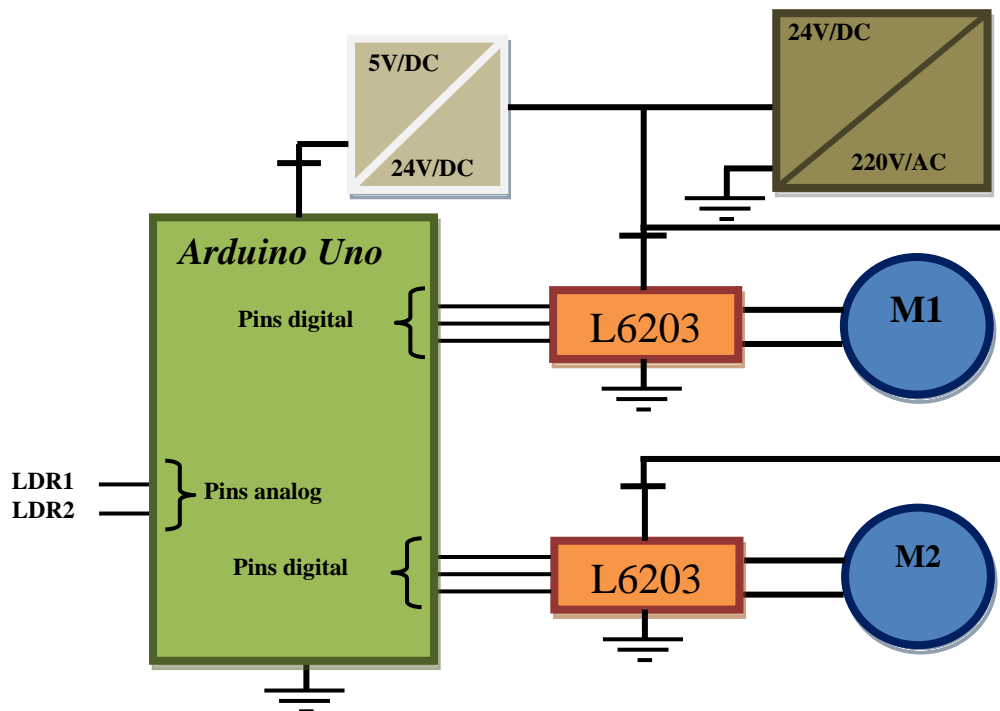 24V/DC
5V/DC
220V/AC
24V/DC
Arduino Uno
Pins digital
L6203
M1
LDR1
Pins analog
LDR2
Pins digital
L6203
M2